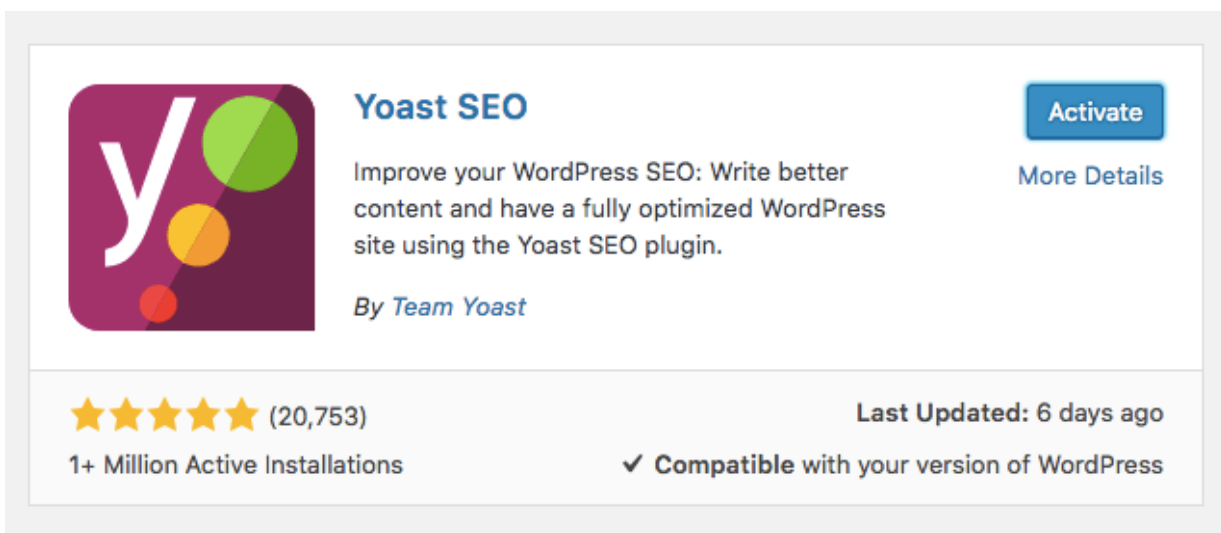 y
Yoast SEO
Activate
Improve your WordPress SEO: Write better
More Details
content and have a fully optimized WordPress
site using the Yoast SEO plugin.
By Team Yoast
(20,753)
Last Updated: 6 days ago
1+ Million Active Installations
✓ Compatible with your version of WordPress